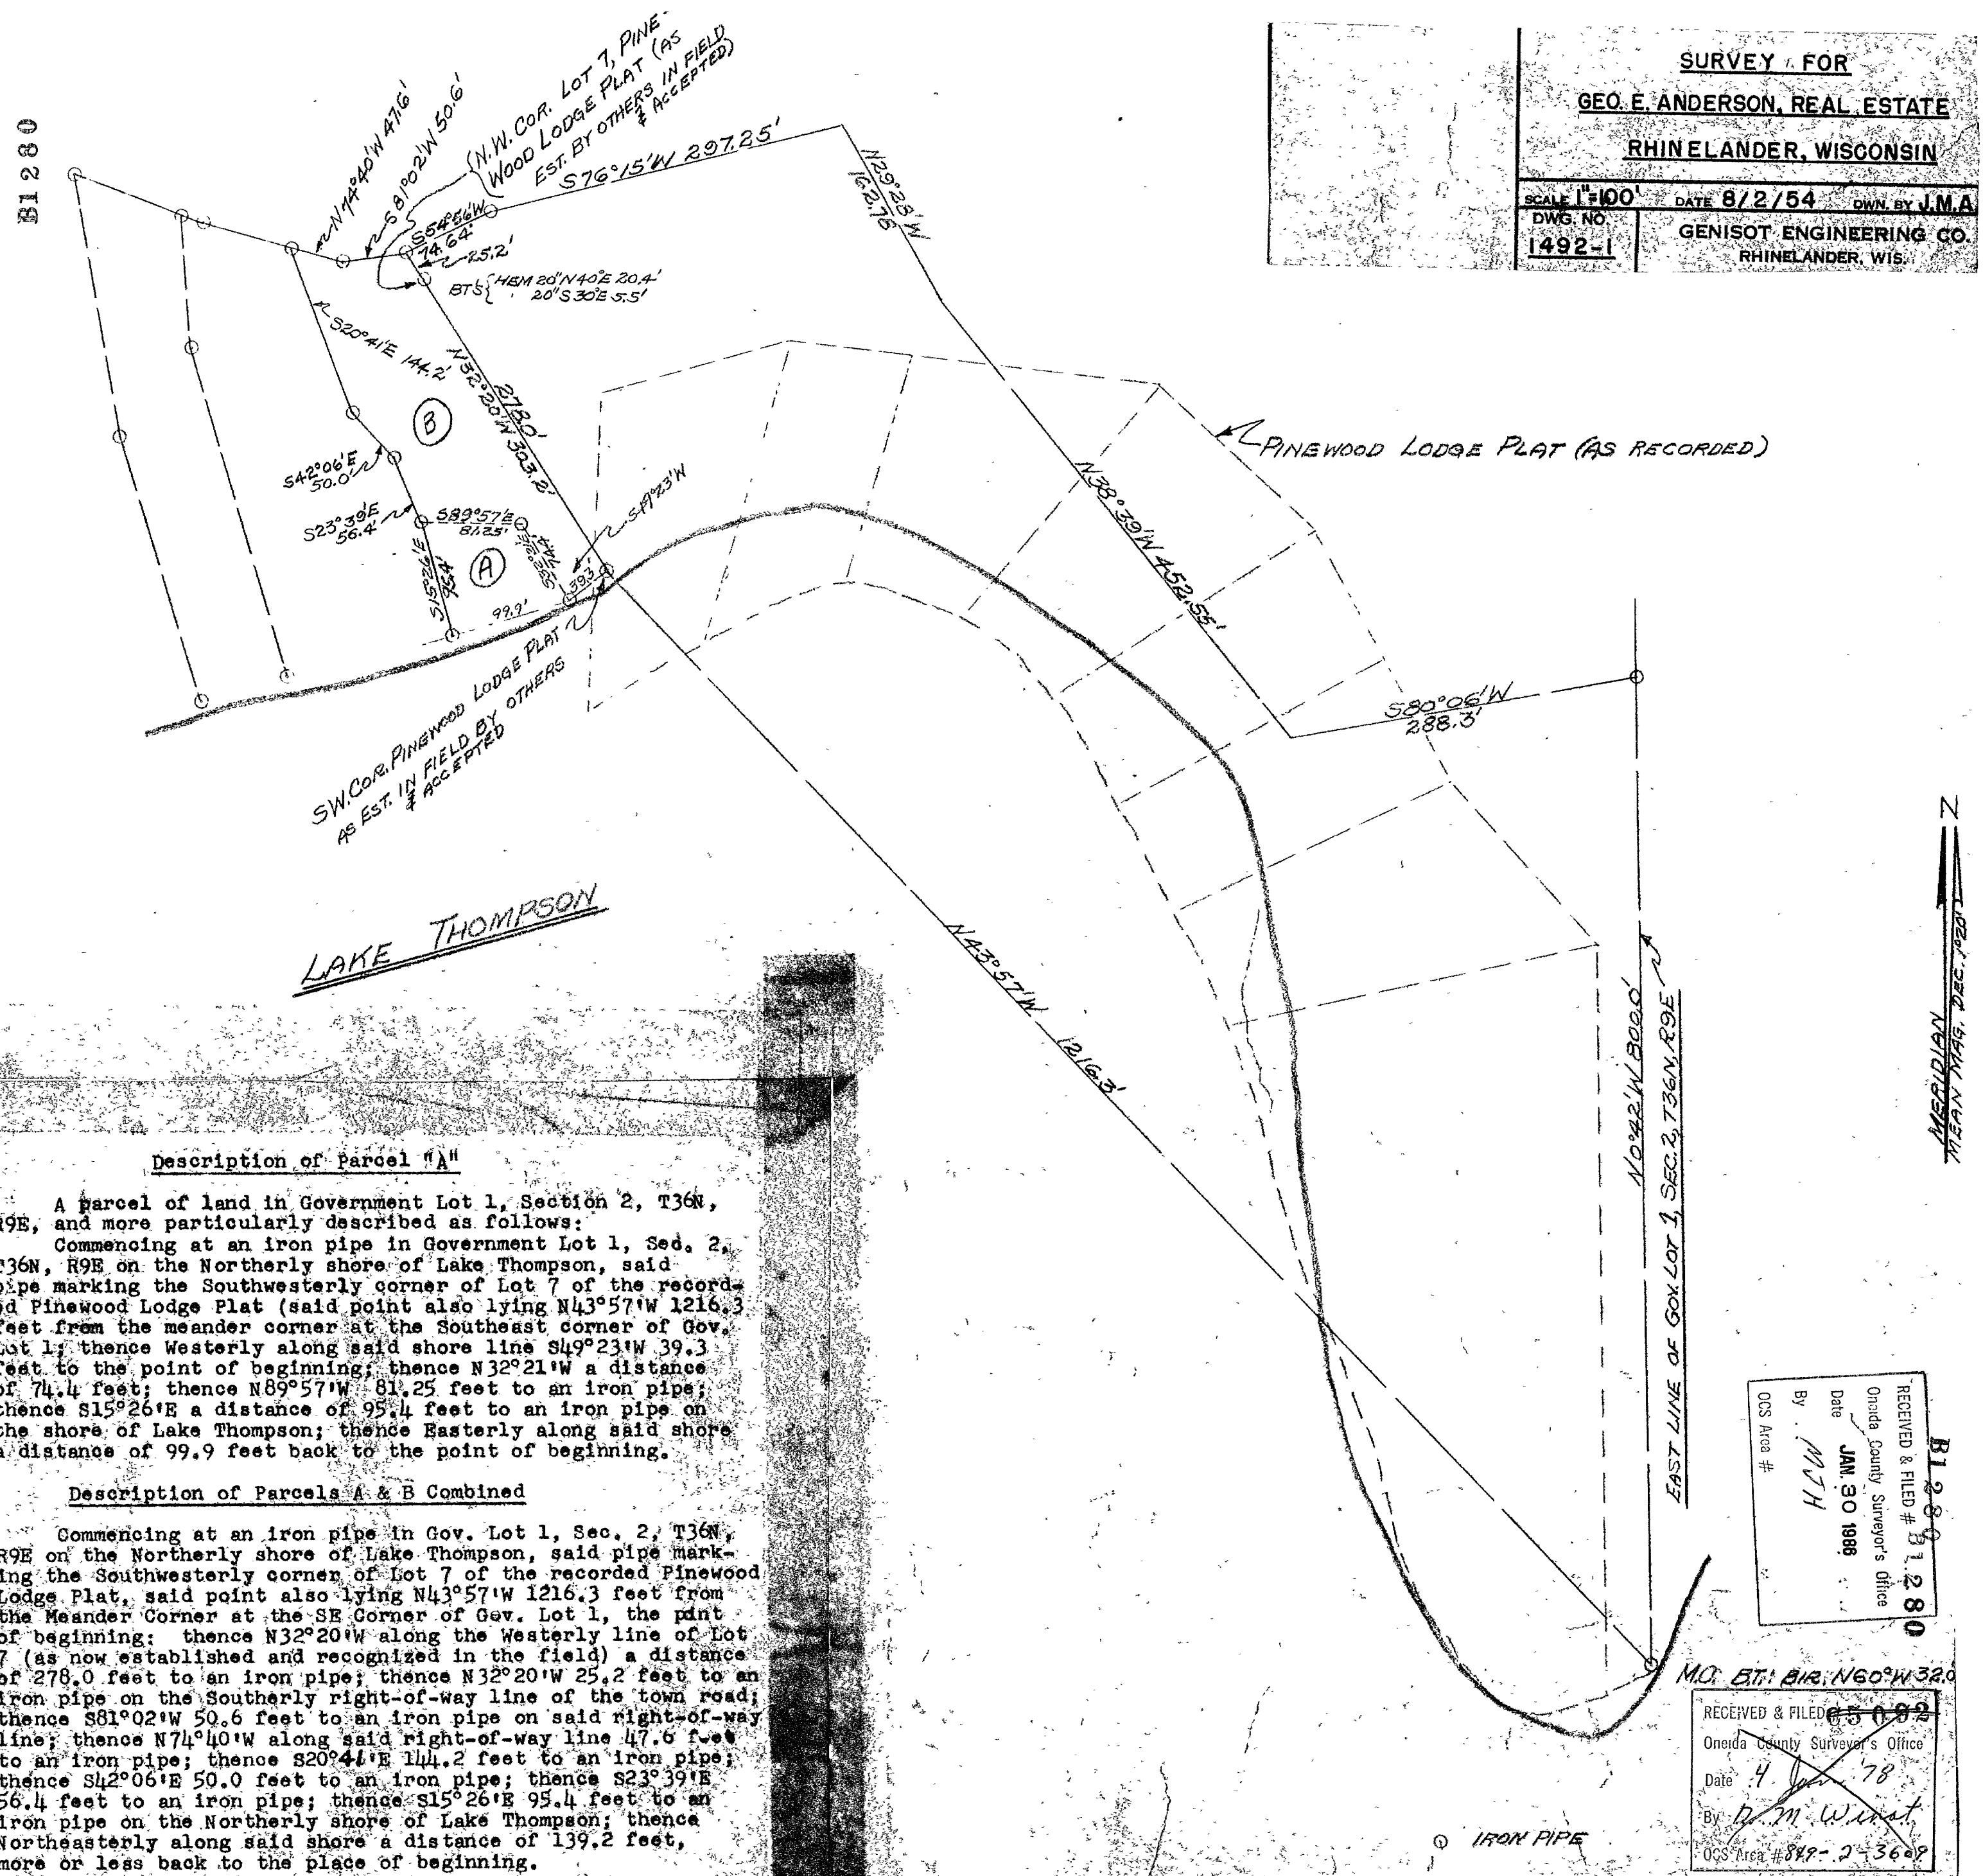 B1280
SURVEY FOR
GEO. E. ANDERSON, REAL ESTATE
RHINELANDER, WISCONSIN
SCALE 1"=100' DATE 8/2/54 DWN. BY J.M.A.
DWG. NO.
1492-1
GENISOT ENGINEERING CO.
RHINELANDER, WIS.
N74°40'W 47.6'
S81°02'W 50.6'
N.W. COR. LOT 7, PINE-
WOOD LODGE PLAT (AS
EST. BY OTHERS IN FIELD
& ACCEPTED)
S76°15'W 297.25'
N29°28'W
162.76
S54°56'W
74.64'
25.2'
BT'S { HEM 20" N40°E 20.4'
20" S30°E 5.5'
S20°41'E 144.2'
278.0'
N32°20'W 303.2'
B
S42°06'E
50.0'
S23°39'E
56.4'
S89°57'E
81.25'
S32°21'E
74.4'
S49°23'W
39.3'
A
S15°26'E
95.4'
99.9'
SW. COR. PINEWOOD LODGE PLAT
AS EST. IN FIELD BY OTHERS
& ACCEPTED
PINEWOOD LODGE PLAT (AS RECORDED)
N38°39'W 452.55'
S80°06'W
288.3'
LAKE THOMPSON
N43°57'W 1216.3'
N0°42'W 800.0'
EAST LINE OF GOV. LOT 1, SEC. 2, T36N, R9E
N
MERIDIAN
MEAN MAG. DEC. 1°20'
Description of Parcel "A"
A parcel of land in Government Lot 1, Section 2, T36N,
R9E, and more particularly described as follows:
Commencing at an iron pipe in Government Lot 1, Sed. 2,
T36N, R9E on the Northerly shore of Lake Thompson, said
pipe marking the Southwesterly corner of Lot 7 of the record-
ed Pinewood Lodge Plat (said point also lying N43°57'W 1216.3
feet from the meander corner at the Southeast corner of Gov.
Lot 1; thence Westerly along said shore line S49°23'W 39.3
feet to the point of beginning; thence N32°21'W a distance
of 74.4 feet; thence N89°57'W 81.25 feet to an iron pipe;
thence S15°26'E a distance of 95.4 feet to an iron pipe on
the shore of Lake Thompson; thence Easterly along said shore
a distance of 99.9 feet back to the point of beginning.
Description of Parcels A & B Combined
Commencing at an iron pipe in Gov. Lot 1, Sec. 2, T36N,
R9E on the Northerly shore of Lake Thompson, said pipe mark-
ing the Southwesterly corner of Lot 7 of the recorded Pinewood
Lodge Plat, said point also lying N43°57'W 1216.3 feet from
the Meander Corner at the SE Corner of Gov. Lot 1, the pint
of beginning: thence N32°20'W along the Westerly line of Lot
7 (as now established and recognized in the field) a distance
of 278.0 feet to an iron pipe; thence N32°20'W 25.2 feet to an
iron pipe on the Southerly right-of-way line of the town road;
thence S81°02'W 50.6 feet to an iron pipe on said right-of-way
line; thence N74°40'W along said right-of-way line 47.6 feet
to an iron pipe; thence S20°41'E 144.2 feet to an iron pipe;
thence S42°06'E 50.0 feet to an iron pipe; thence S23°39'E
56.4 feet to an iron pipe; thence S15°26'E 95.4 feet to an
iron pipe on the Northerly shore of Lake Thompson; thence
Northeasterly along said shore a distance of 139.2 feet,
more or less back to the place of beginning.
B1280
RECEIVED & FILED # B1280
Oneida County Surveyor's Office
Date JAN. 30 1986
By MJH
OCS Area #
M.C. BT: BIR. N60°W 32.0
RECEIVED & FILED 65092
Oneida County Surveyor's Office
Date 4 '78
By D. M. Winat
OCS Area # 849-2-3609
IRON PIPE